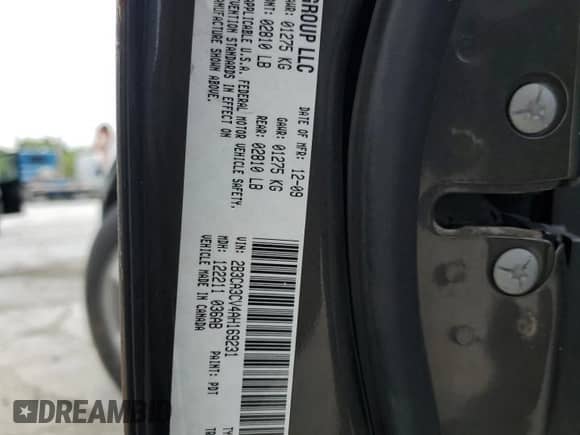 GROUP LLC
DATE OF MFR: 12-09
GAWR: 01275 KG
GAWR: 01275 KG
02810 LB
REAR: 02810 LB
APPLICABLE U.S.A. FEDERAL MOTOR VEHICLE SAFETY,
STANDARDS IN EFFECT ON
MANUFACTURE SHOWN ABOVE.
VIN: 2B3CA3CV4AH169231
MDH: 122211 036AB
PAINT: PDT
VEHICLE MADE IN CANADA
DREAMBID